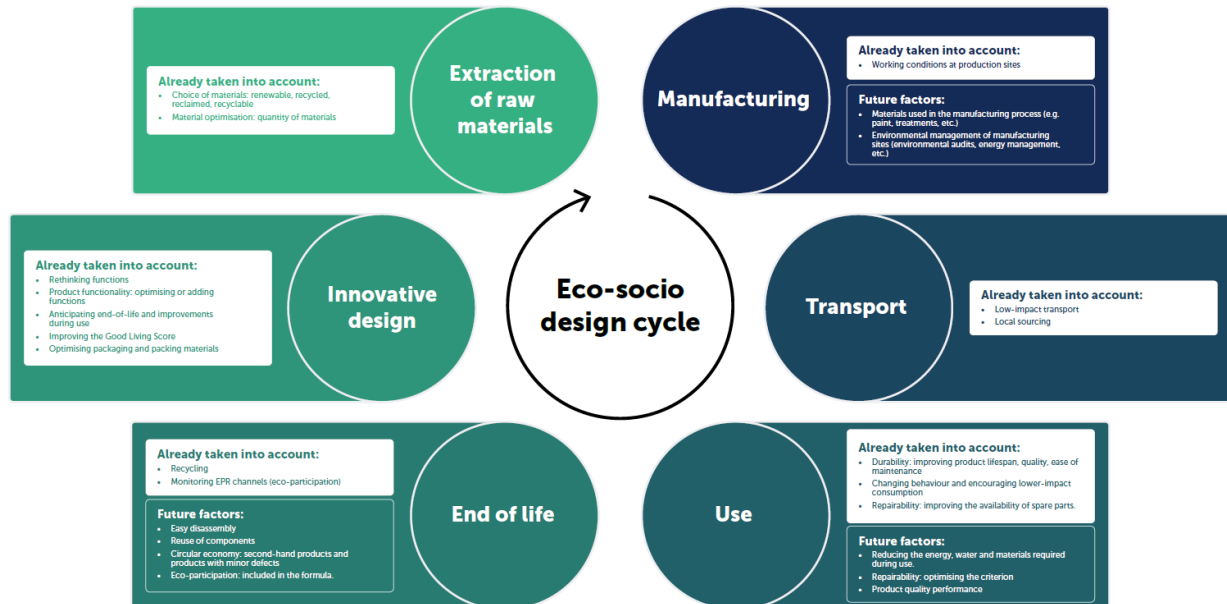 Already taken into account:
• Choice of materials: renewable, recycled,
reclaimed, recyclable
• Material optimisation: quantity of materials
Extraction
of raw
materials
Manufacturing
Already taken into account:
• Working conditions at production sites
Future factors:
• Materials used in the manufacturing process (e.g.
paint, treatments, etc.)
• Environmental management of manufacturing
sites (environmental audits, energy management,
etc.)
Already taken into account:
• Rethinking functions
• Product functionality: optimising or adding
functions
• Anticipating end-of-life and improvements
during use
• Improving the Good Living Score
• Optimising packaging and packing materials
Innovative
design
Eco-socio
design cycle
Transport
Already taken into account:
• Low-impact transport
• Local sourcing
Already taken into account:
• Recycling
• Monitoring EPR channels (eco-participation)
Future factors:
• Easy disassembly
• Reuse of components
• Circular economy: second-hand products and
products with minor defects
• Eco-participation: included in the formula.
End of life
Use
Already taken into account:
• Durability: improving product lifespan, quality, ease of
maintenance
• Changing behaviour and encouraging lower-impact
consumption
• Repairability: improving the availability of spare parts.
Future factors:
• Reducing the energy, water and materials required
during use.
• Repairability: optimising the criterion
• Product quality performance